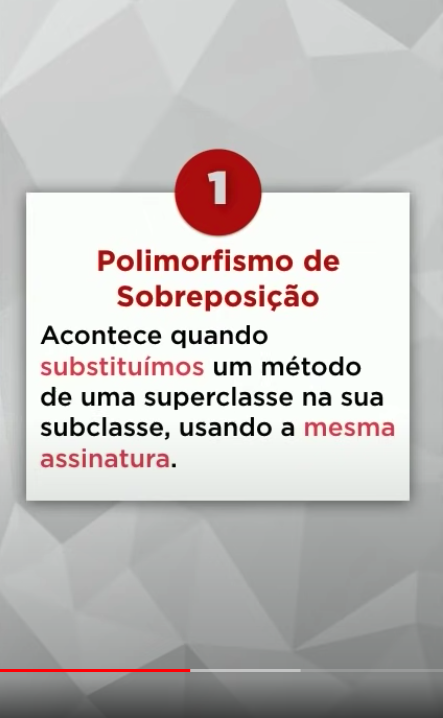 1
Polimorfismo de
Sobreposição
Acontece quando
substituímos um método
de uma superclasse na sua
subclasse, usando a mesma
assinatura.